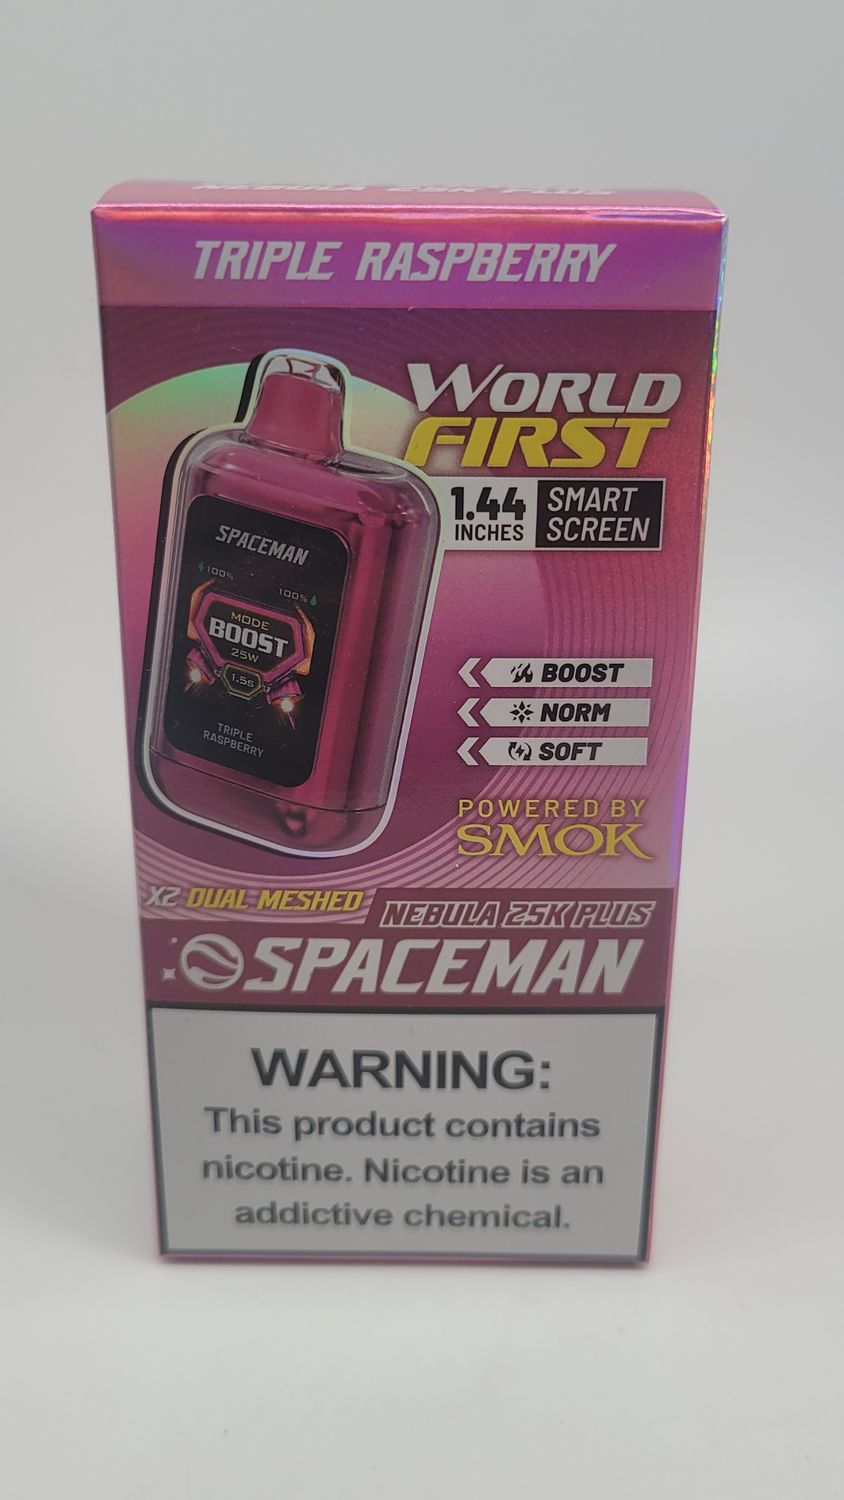 NEBULA 25K PLUS
TRIPLE RASPBERRY
WORLD
FIRST
1.44
INCHES
SMART
SCREEN
SPACEMAN
100%
100%
MODE
BOOST
25W
1.5s
TRIPLE
RASPBERRY
BOOST
NORM
SOFT
POWERED BY
SMOK
X2 DUAL MESHED
NEBULA 25K PLUS
SPACEMAN
WARNING:
This product contains
nicotine. Nicotine is an
addictive chemical.